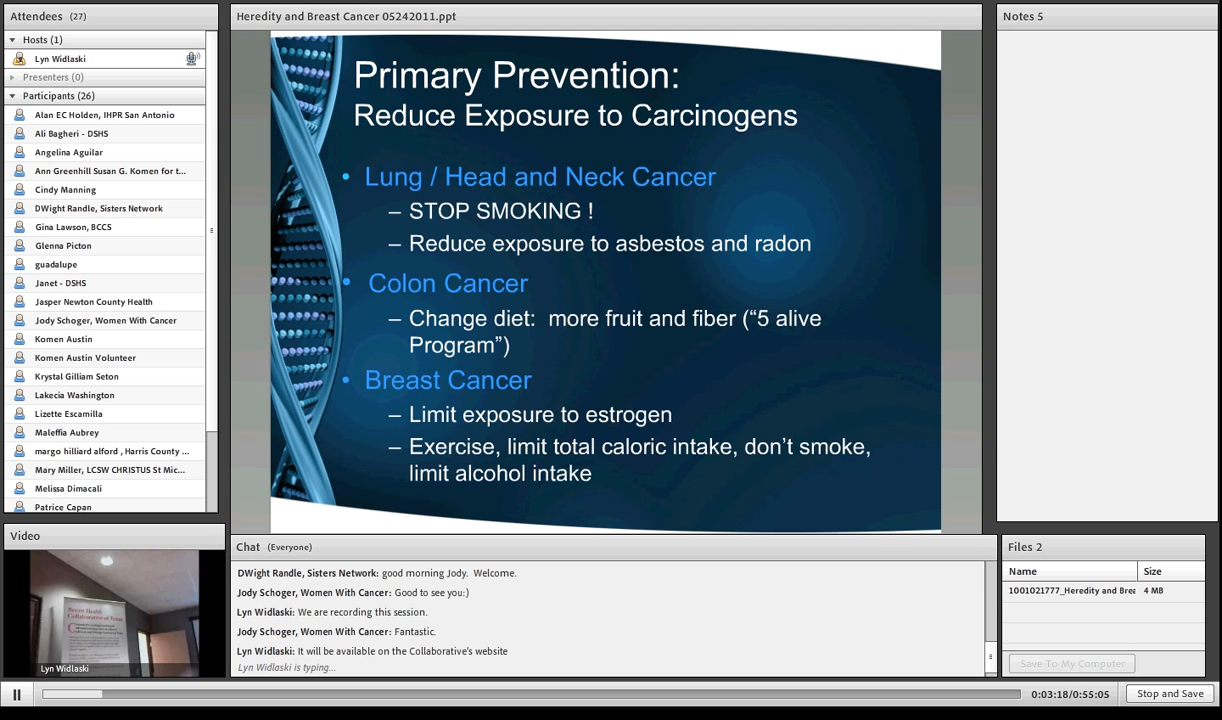 Attendees (27)
Hosts (1)
Lyn Widlaski
Presenters (0)
Participants (26)
Alan EC Holden, IHPR San Antonio
Ali Bagheri - DSHS
Angelina Aguilar
Ann Greenhill Susan G. Komen for t...
Cindy Manning
DWight Randle, Sisters Network
Gina Lawson, BCCS
Glenna Picton
guadalupe
Janet - DSHS
Jasper Newton County Health
Jody Schoger, Women With Cancer
Komen Austin
Komen Austin Volunteer
Krystal Gilliam Seton
Lakecia Washington
Lizette Escamilla
Maleffia Aubrey
margo hilliard alford , Harris County ...
Mary Miller, LCSW CHRISTUS St Mic...
Melissa Dimacali
Patrice Capan
Video
Breast Health
Collaborative of Texas
Lyn Widlaski
Heredity and Breast Cancer 05242011.ppt
Primary Prevention:
Reduce Exposure to Carcinogens
• Lung / Head and Neck Cancer
– STOP SMOKING !
– Reduce exposure to asbestos and radon
• Colon Cancer
– Change diet: more fruit and fiber (“5 alive
Program”)
• Breast Cancer
– Limit exposure to estrogen
– Exercise, limit total caloric intake, don’t smoke,
limit alcohol intake
Chat (Everyone)
DWight Randle, Sisters Network: good morning Jody. Welcome.
Jody Schoger, Women With Cancer: Good to see you:)
Lyn Widlaski: We are recording this session.
Jody Schoger, Women With Cancer: Fantastic.
Lyn Widlaski: It will be available on the Collaborative's website
Lyn Widlaski is typing...
Notes 5
Files 2
Name Size
1001021777_Heredity and Brea 4 MB
Save To My Computer
0:03:18/0:55:05
Stop and Save